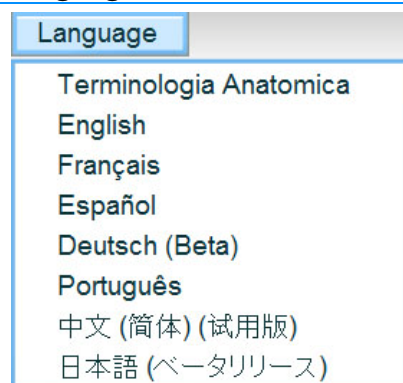 Language
Terminologia Anatomica
English
Français
Español
Deutsch (Beta)
Português
中文 (简体) (试用版)
日本語 (ベータリリース)